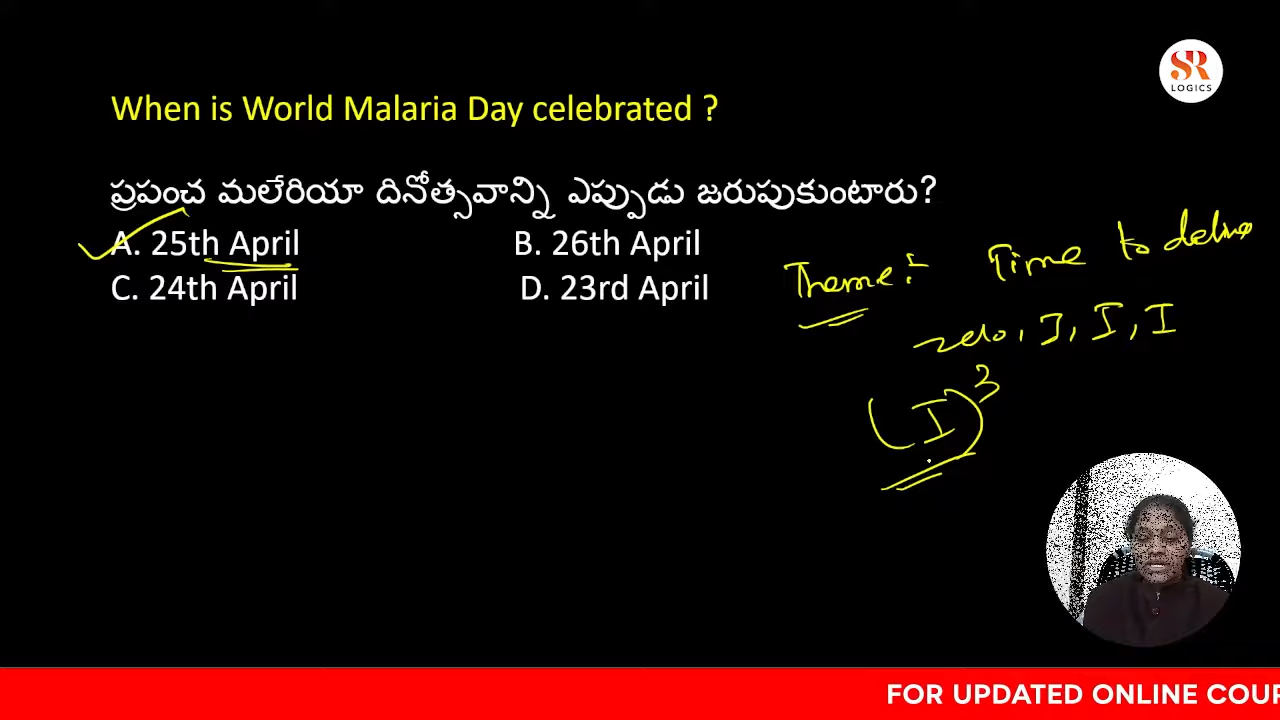 SR
LOGICS
When is World Malaria Day celebrated ?
ప్రపంచ మలేరియా దినోత్సవాన్ని ఎప్పుడు జరుపుకుంటారు?
A. 25th April
B. 26th April
C. 24th April
D. 23rd April
Theme :- Time to deliver
zero, I, I, I
(I)³
FOR UPDATED ONLINE COUR